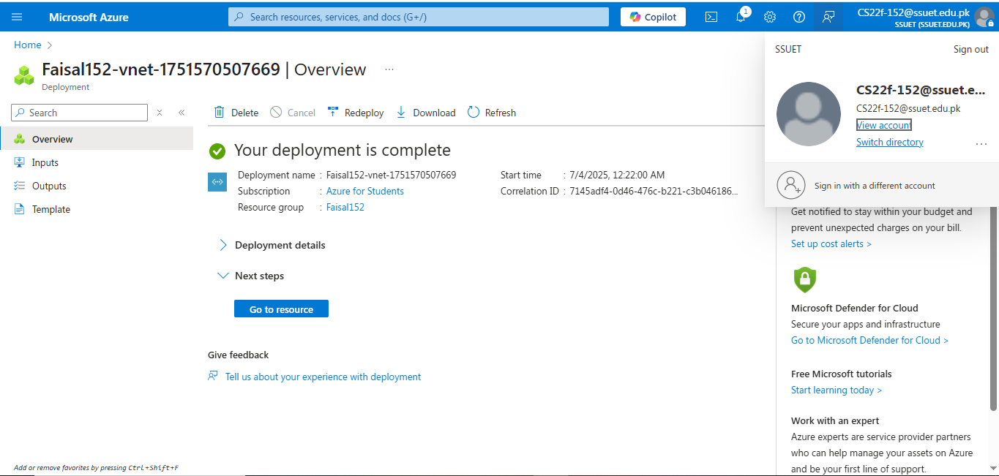 Microsoft Azure
Search resources, services, and docs (G+/)
Copilot
1
CS22f-152@ssuet.edu.pk
SSUET (SSUET.EDU.PK)
Home
Faisal152-vnet-1751570507669 | Overview ...
Deployment
Search
Overview
Inputs
Outputs
Template
Add or remove favorites by pressing Ctrl+Shift+F
Delete Cancel Redeploy Download Refresh
Your deployment is complete
Deployment name : Faisal152-vnet-1751570507669
Subscription : Azure for Students
Resource group : Faisal152
Start time : 7/4/2025, 12:22:00 AM
Correlation ID : 7145adf4-0d46-476c-b221-c3b046186...
Deployment details
Next steps
Go to resource
Give feedback
Tell us about your experience with deployment
SSUET Sign out
CS22f-152@ssuet.e...
CS22f-152@ssuet.edu.pk
View account
Switch directory
...
Sign in with a different account
Get notified to stay within your budget and
prevent unexpected charges on your bill.
Set up cost alerts >
Microsoft Defender for Cloud
Secure your apps and infrastructure
Go to Microsoft Defender for Cloud >
Free Microsoft tutorials
Start learning today >
Work with an expert
Azure experts are service provider partners
who can help manage your assets on Azure
and be your first line of support.